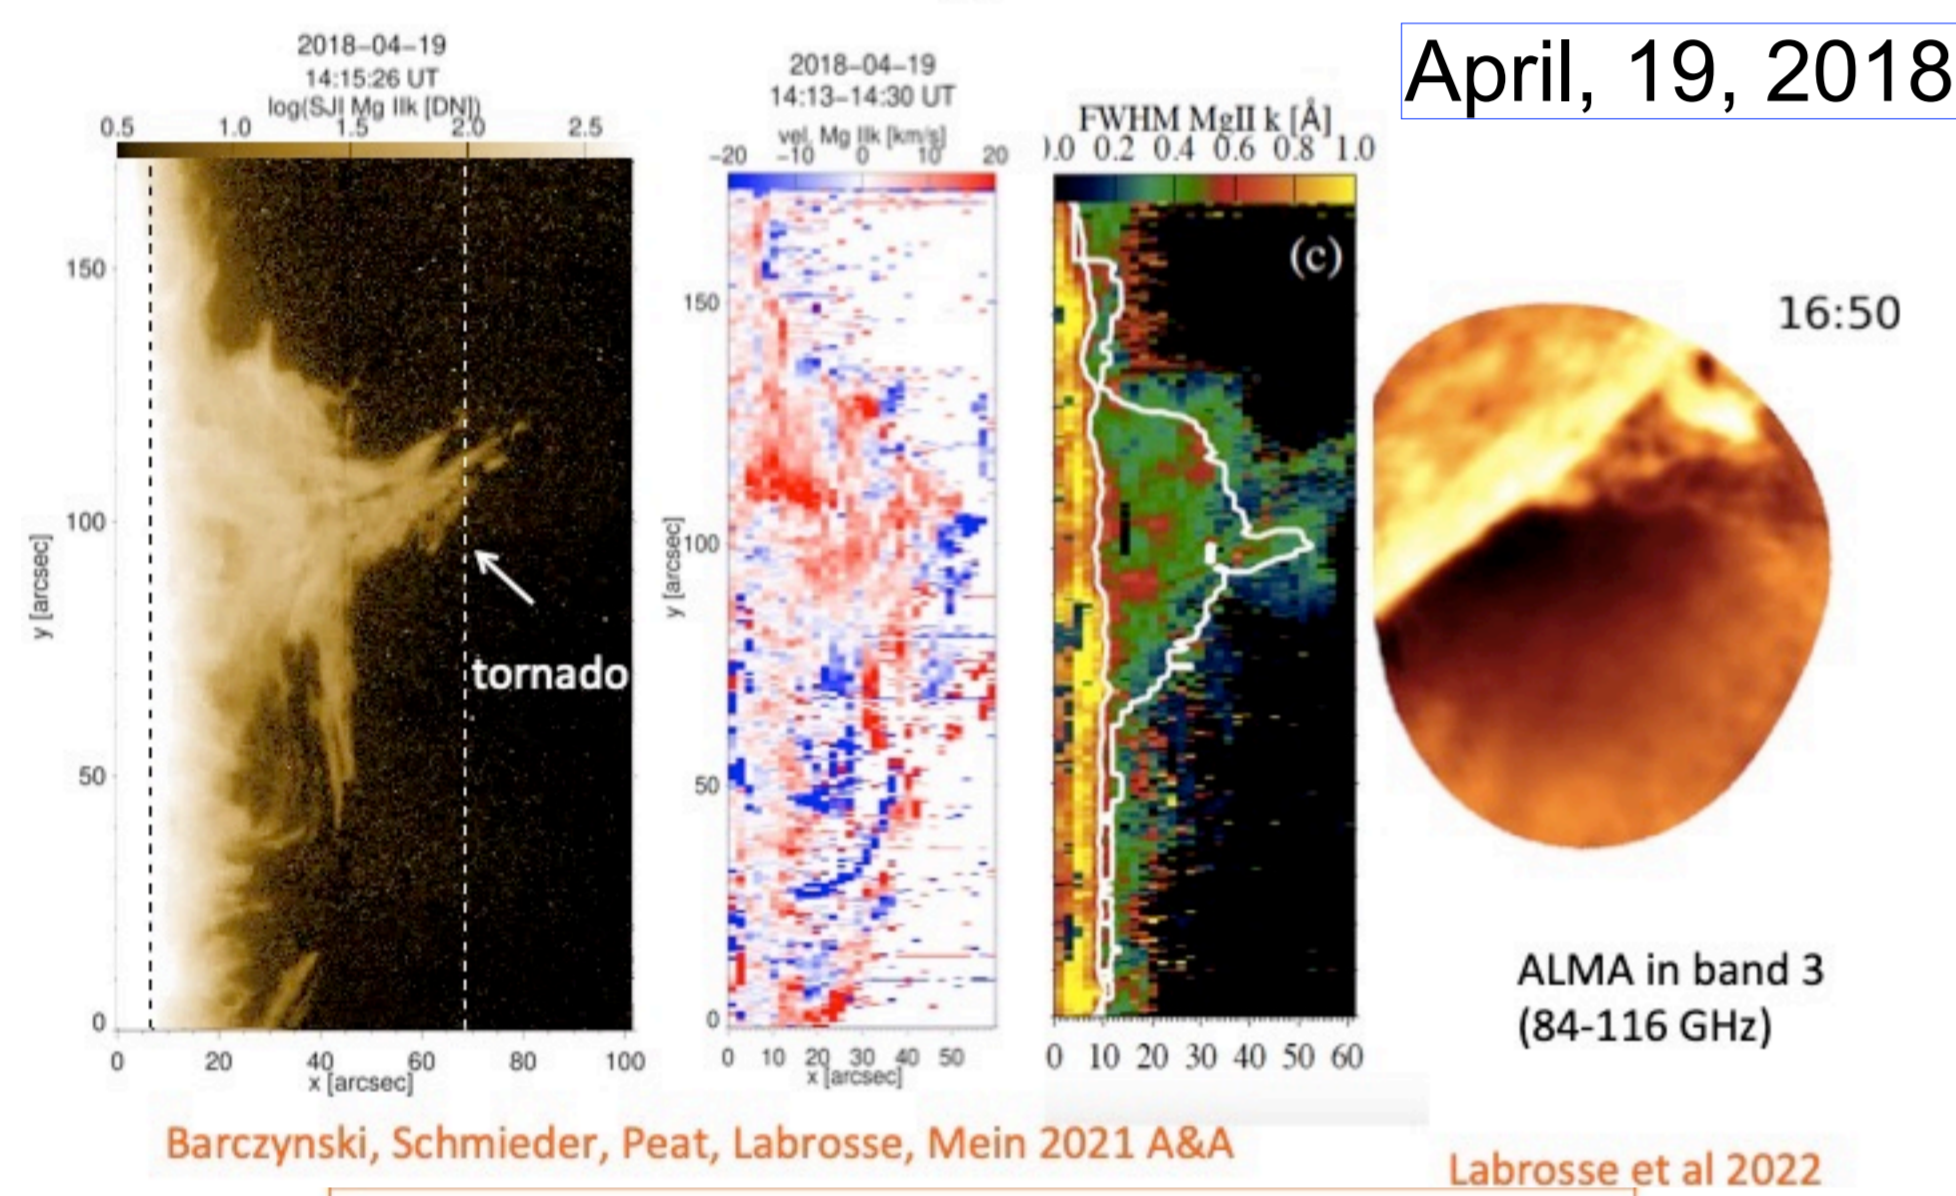 April, 19, 2018
2018-04-19
14:15:26 UT
log(SJI Mg IIk [DN])
0.5 1.0 1.5 2.0 2.5
150
100
50
0
y [arcsec]
tornado
0 20 40 60 80 100
x [arcsec]
2018-04-19
14:13-14:30 UT
vel. Mg IIk [km/s]
-20 -10 0 10 20
150
100
50
0
y [arcsec]
0 10 20 30 40 50
x [arcsec]
FWHM MgII k [Å]
).0 0.2 0.4 0.6 0.8 1.0
(c)
0 10 20 30 40 50 60
16:50
ALMA in band 3
(84-116 GHz)
Barczynski, Schmieder, Peat, Labrosse, Mein 2021 A&A
Labrosse et al 2022